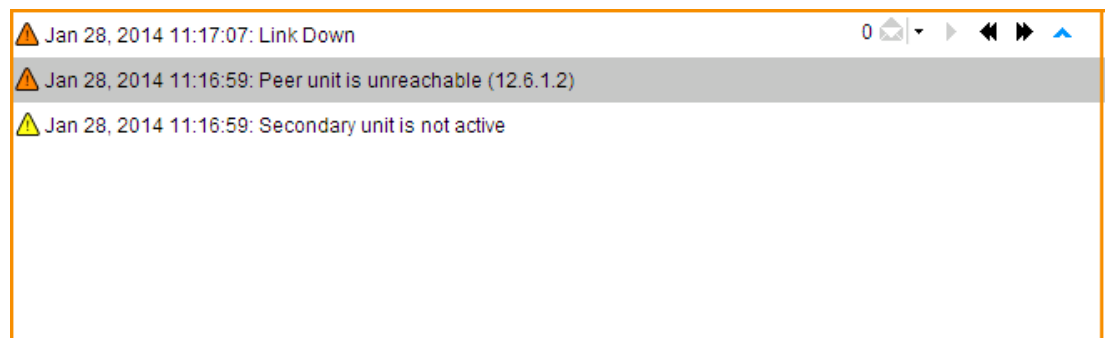 Jan 28, 2014 11:17:07: Link Down 0
Jan 28, 2014 11:16:59: Peer unit is unreachable (12.6.1.2)
Jan 28, 2014 11:16:59: Secondary unit is not active